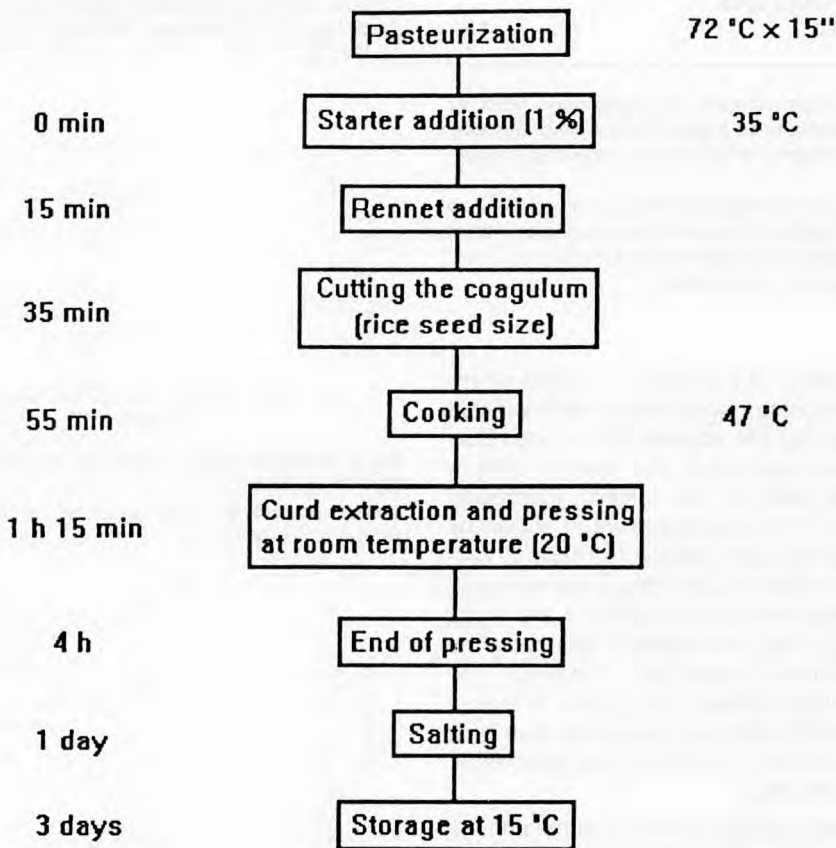 Pasteurization 72 °C x 15''
0 min Starter addition (1 %) 35 °C
15 min Rennet addition
35 min Cutting the coagulum
(rice seed size)
55 min Cooking 47 °C
1 h 15 min Curd extraction and pressing
at room temperature (20 °C)
4 h End of pressing
1 day Salting
3 days Storage at 15 °C